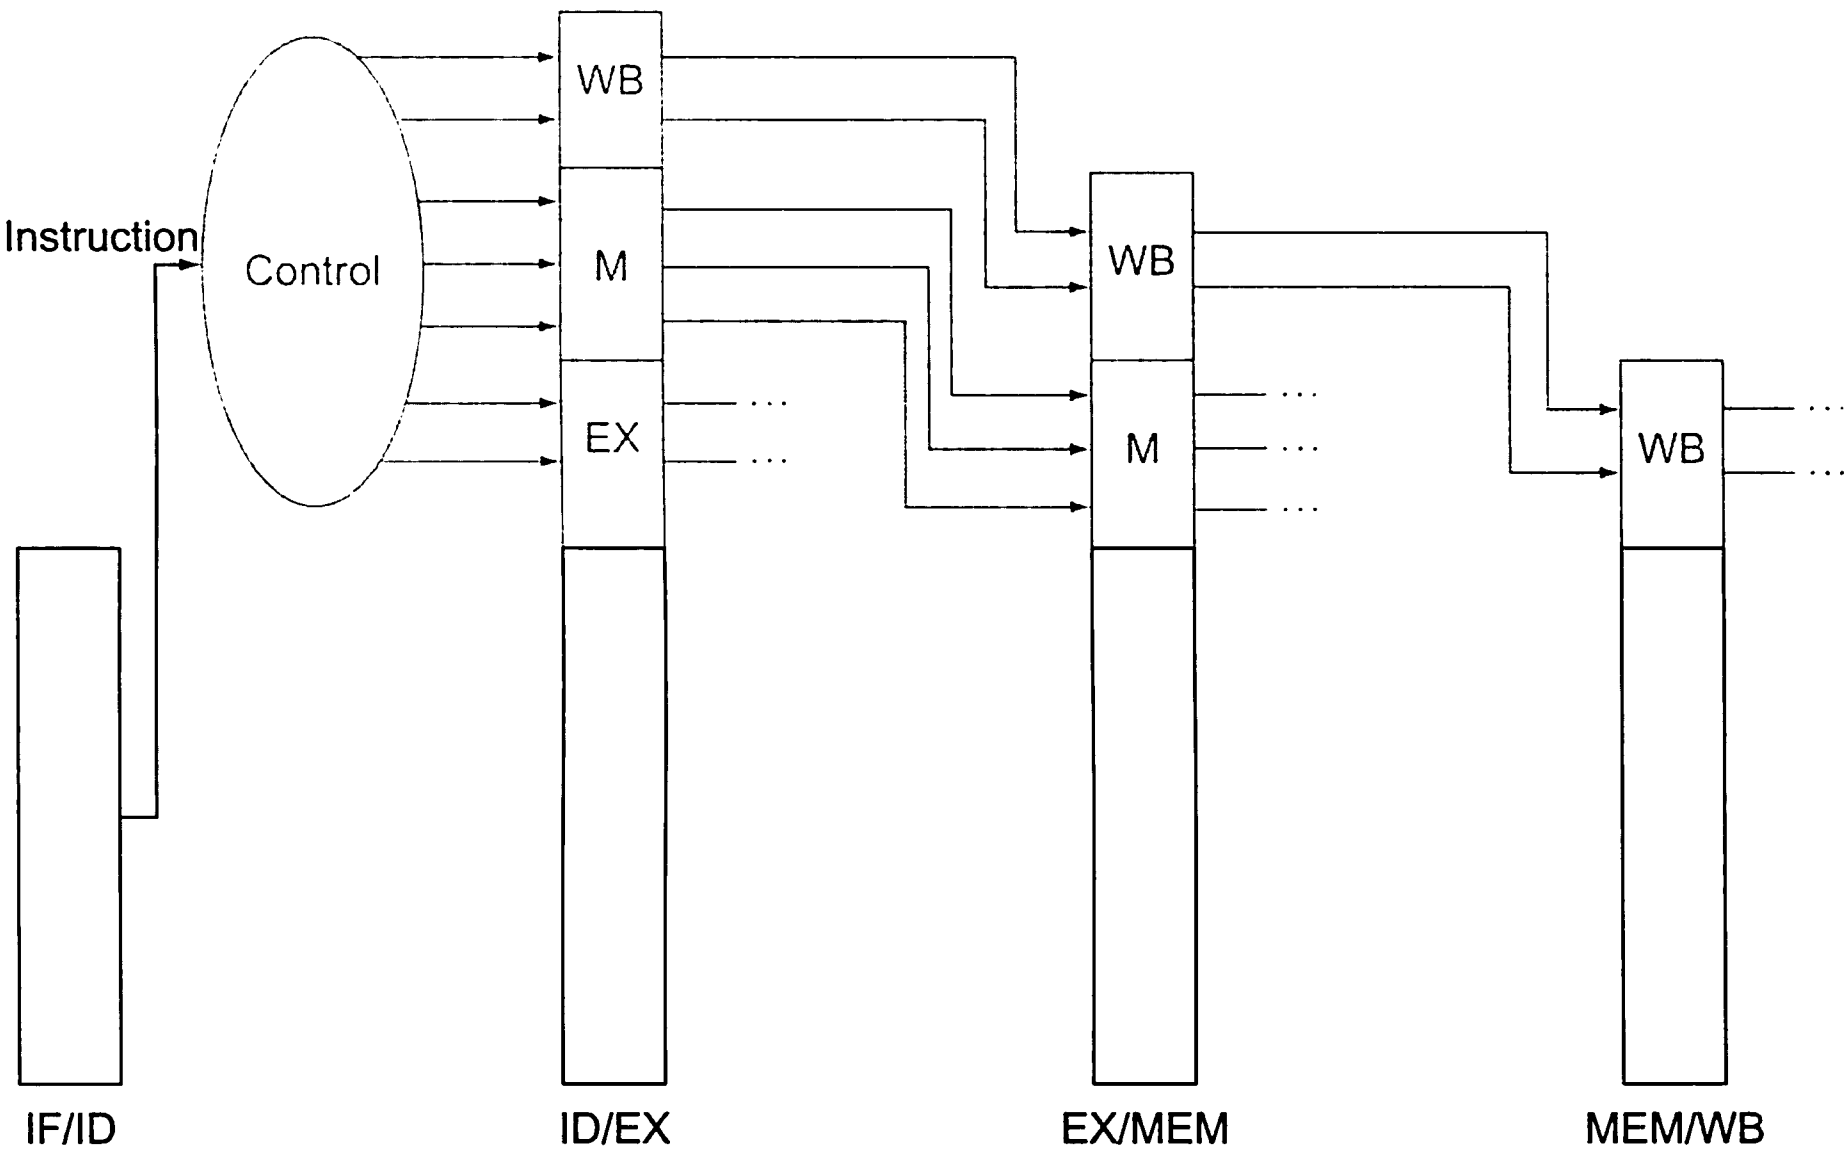 WB
Instruction
Control
M
WB
EX
...
...
M
...
...
...
WB
...
...
IF/ID
ID/EX
EX/MEM
MEM/WB